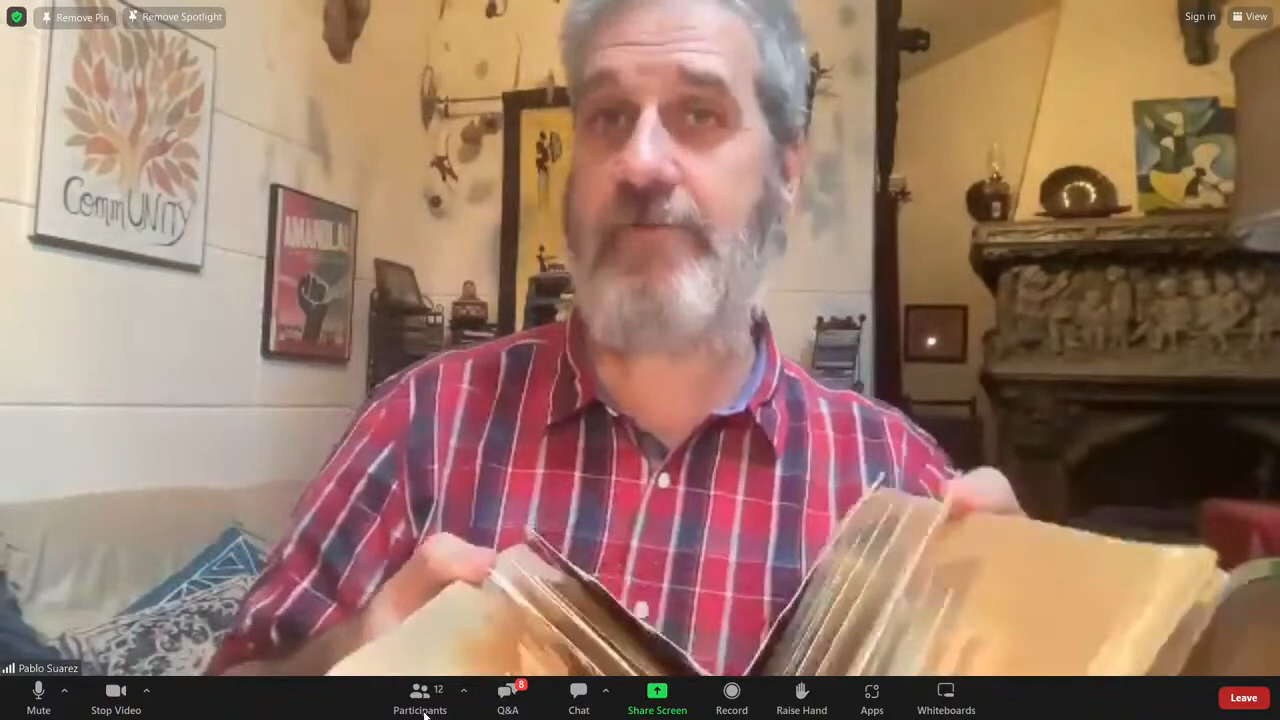 Remove Pin
Remove Spotlight
Sign in
View
CommUNITY
AMANDLA!
Pablo Suarez
12
8
Mute
Stop Video
Participants
Q&A
Chat
Share Screen
Record
Raise Hand
Apps
Whiteboards
Leave